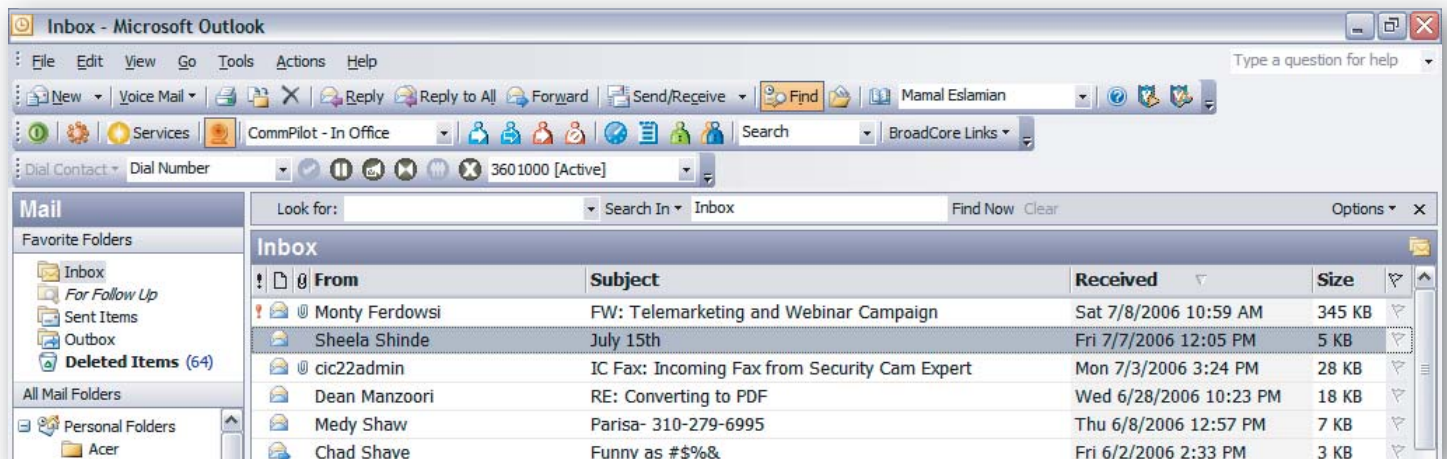 Inbox - Microsoft Outlook
File Edit View Go Tools Actions Help Type a question for help
New Voice Mail Reply Reply to All Forward Send/Receive Find Mamal Eslamian
Services CommPilot - In Office Search BroadCore Links
Dial Contact Dial Number 3601000 [Active]
Mail Look for: Search In Inbox Find Now Clear Options
Favorite Folders Inbox
Inbox ! From Subject Received Size
For Follow Up
Sent Items ! Monty Ferdowsi FW: Telemarketing and Webinar Campaign Sat 7/8/2006 10:59 AM 345 KB
Outbox Sheela Shinde July 15th Fri 7/7/2006 12:05 PM 5 KB
Deleted Items (64) cic22admin IC Fax: Incoming Fax from Security Cam Expert Mon 7/3/2006 3:24 PM 28 KB
All Mail Folders Dean Manzoori RE: Converting to PDF Wed 6/28/2006 10:23 PM 18 KB
Personal Folders Medy Shaw Parisa- 310-279-6995 Thu 6/8/2006 12:57 PM 7 KB
Acer Chad Shaye Funny as #$%& Fri 6/2/2006 2:33 PM 3 KB